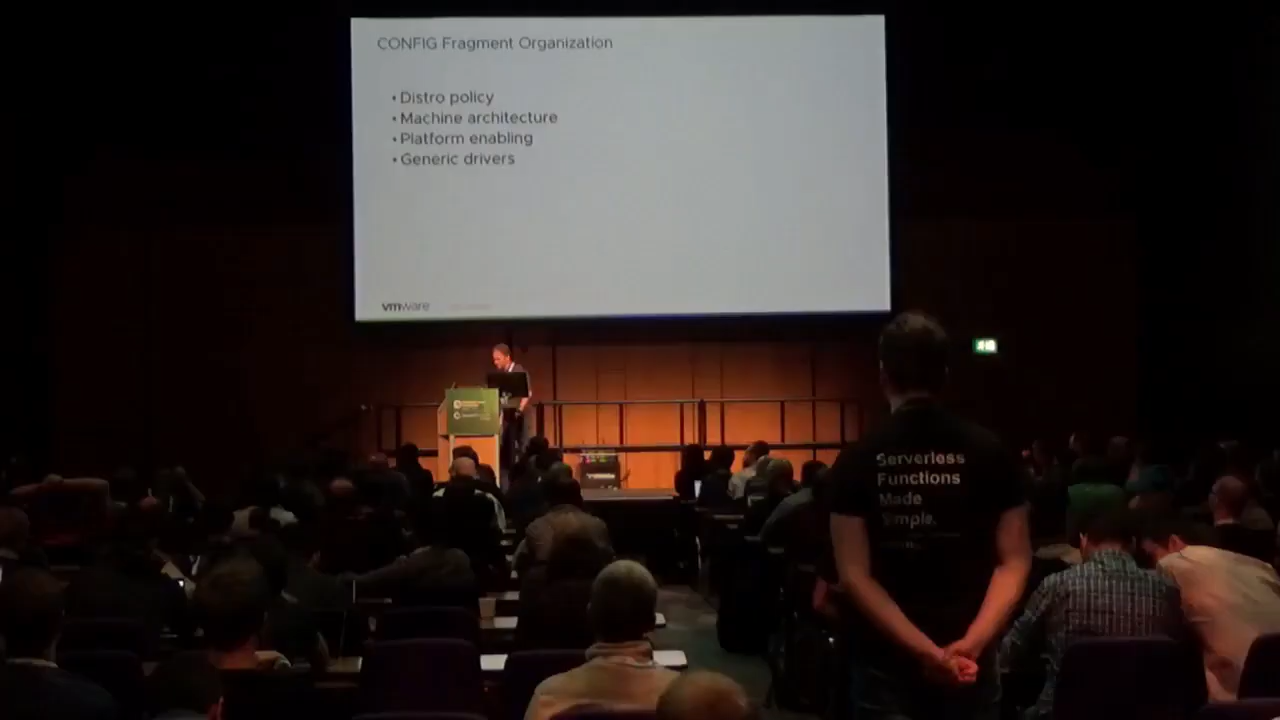 CONFIG Fragment Organization
• Distro policy
• Machine architecture
• Platform enabling
• Generic drivers
vmware
Serverless
Functions
Made
Simple.